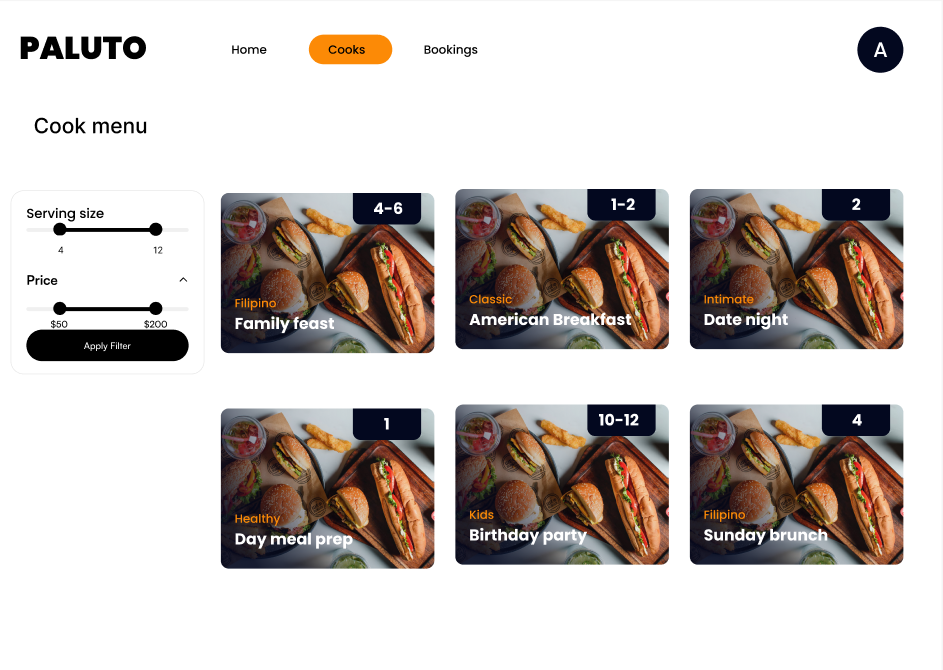 PALUTO
Home
Cooks
Bookings
A
Cook menu
Serving size
4
12
Price
$50
$200
Apply Filter
4-6
Filipino
Family feast
1-2
Classic
American Breakfast
2
Intimate
Date night
1
Healthy
Day meal prep
10-12
Kids
Birthday party
4
Filipino
Sunday brunch